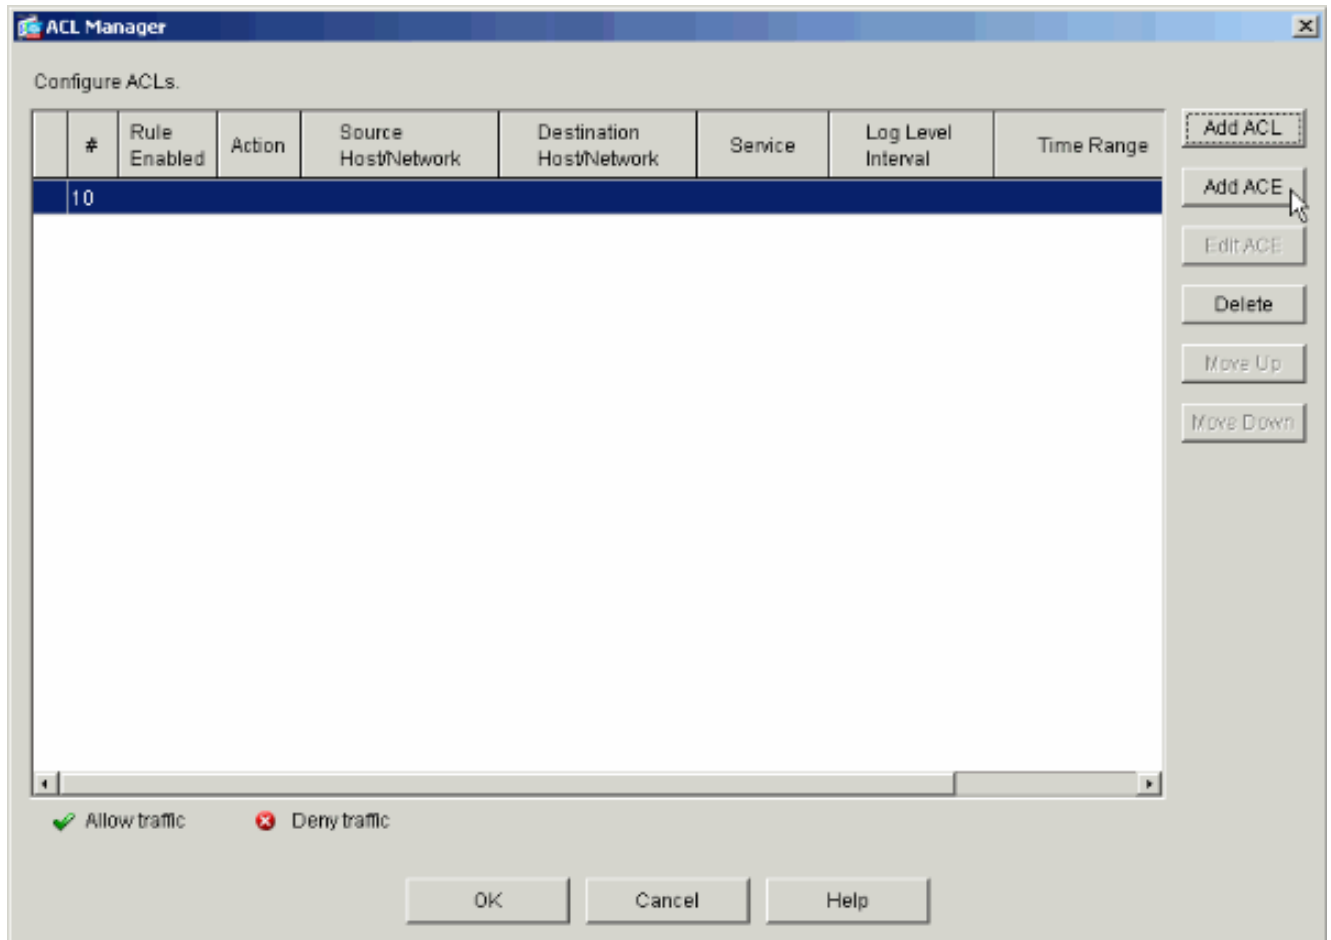 ACL Manager
Configure ACLs.
#
Rule
Enabled
Action
Source
Host/Network
Destination
Host/Network
Service
Log Level
Interval
Time Range
10
Add ACL
Add ACE
Edit ACE
Delete
Move Up
Move Down
Allow traffic
Deny traffic
OK
Cancel
Help